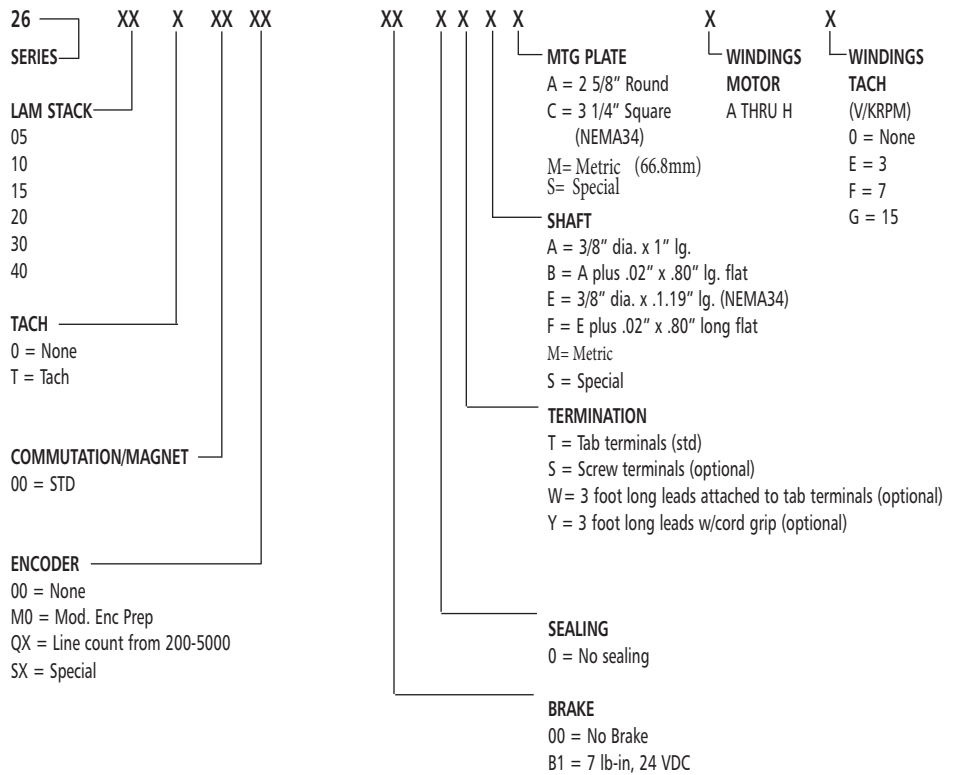 26 XX X XX XX XX X X X X X X
SERIES
LAM STACK
05
10
15
20
30
40
TACH
0 = None
T = Tach
COMMUTATION/MAGNET
00 = STD
ENCODER
00 = None
M0 = Mod. Enc Prep
QX = Line count from 200-5000
SX = Special
MTG PLATE
A = 2 5/8" Round
C = 3 1/4" Square
(NEMA34)
M= Metric (66.8mm)
S= Special
WINDINGS
MOTOR
A THRU H
WINDINGS
TACH
(V/KRPM)
0 = None
E = 3
F = 7
G = 15
SHAFT
A = 3/8" dia. x 1" lg.
B = A plus .02" x .80" lg. flat
E = 3/8" dia. x .1.19" lg. (NEMA34)
F = E plus .02" x .80" long flat
M= Metric
S = Special
TERMINATION
T = Tab terminals (std)
S = Screw terminals (optional)
W= 3 foot long leads attached to tab terminals (optional)
Y = 3 foot long leads w/cord grip (optional)
SEALING
0 = No sealing
BRAKE
00 = No Brake
B1 = 7 lb-in, 24 VDC